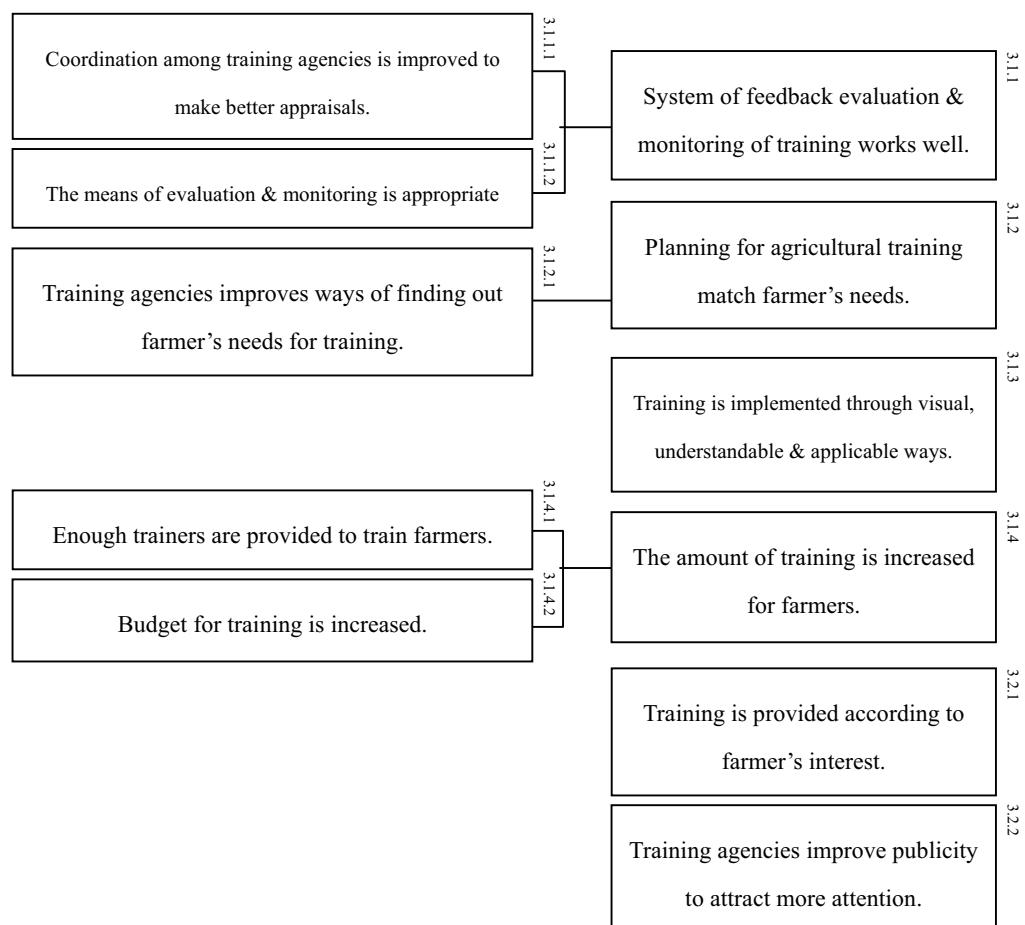 3.1.1.1
Coordination among training agencies is improved to
make better appraisals.
3.1.1.2
The means of evaluation & monitoring is appropriate
3.1.1
System of feedback evaluation &
monitoring of training works well.
3.1.2.1
Training agencies improves ways of finding out
farmer’s needs for training.
3.1.2
Planning for agricultural training
match farmer’s needs.
3.1.3
Training is implemented through visual,
understandable & applicable ways.
3.1.4.1
Enough trainers are provided to train farmers.
3.1.4.2
Budget for training is increased.
3.1.4
The amount of training is increased
for farmers.
3.2.1
Training is provided according to
farmer’s interest.
3.2.2
Training agencies improve publicity
to attract more attention.